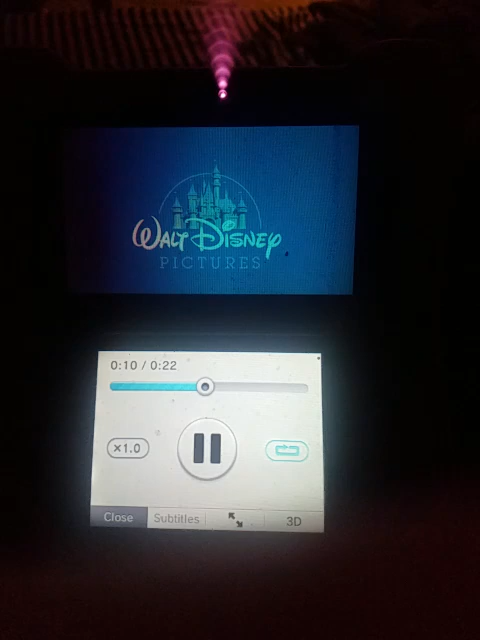 WALT DISNEY
PICTURES
0:10 / 0:22
×1.0
Close
Subtitles
3D